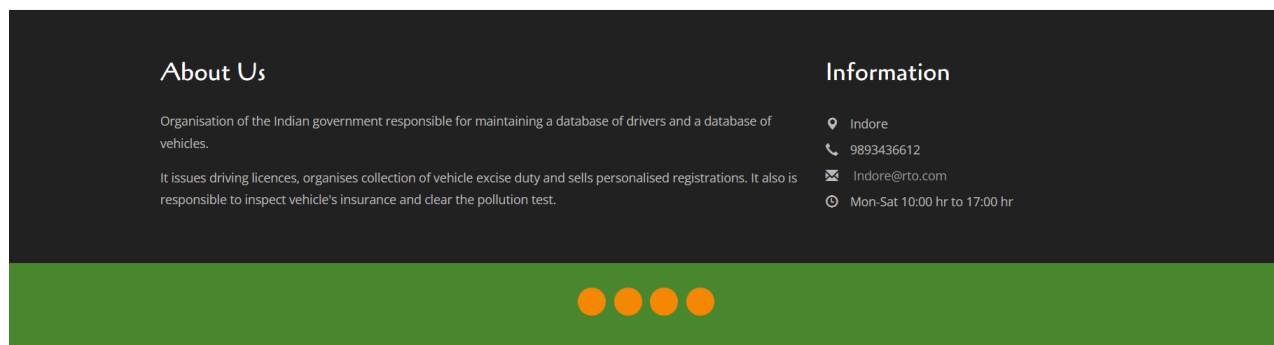 About Us
Organisation of the Indian government responsible for maintaining a database of drivers and a database of
vehicles.
It issues driving licences, organises collection of vehicle excise duty and sells personalised registrations. It also is
responsible to inspect vehicle's insurance and clear the pollution test.
Information
Indore
9893436612
Indore@rto.com
Mon-Sat 10:00 hr to 17:00 hr